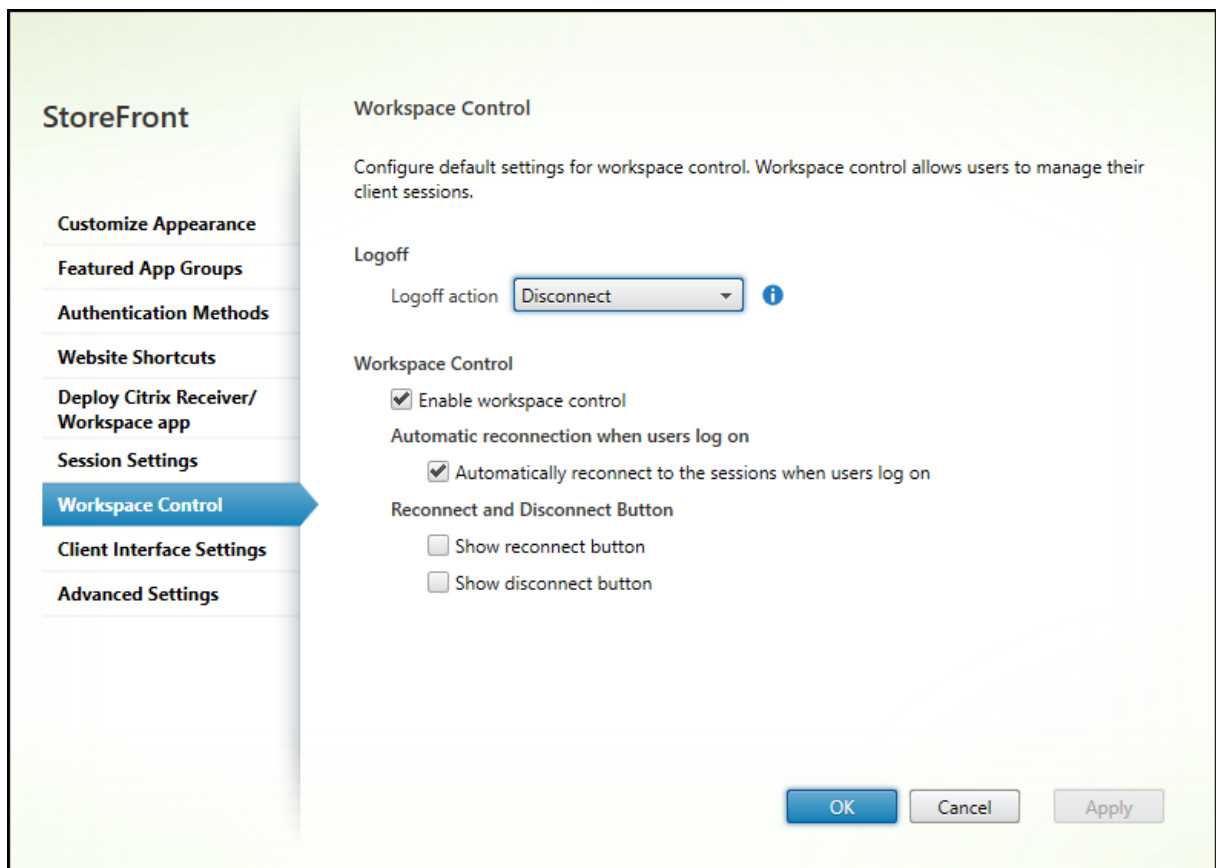 StoreFront
Customize Appearance
Featured App Groups
Authentication Methods
Website Shortcuts
Deploy Citrix Receiver/
Workspace app
Session Settings
Workspace Control
Client Interface Settings
Advanced Settings
Workspace Control
Configure default settings for workspace control. Workspace control allows users to manage their
client sessions.
Logoff
Logoff action Disconnect
Workspace Control
Enable workspace control
Automatic reconnection when users log on
Automatically reconnect to the sessions when users log on
Reconnect and Disconnect Button
Show reconnect button
Show disconnect button
OK Cancel Apply